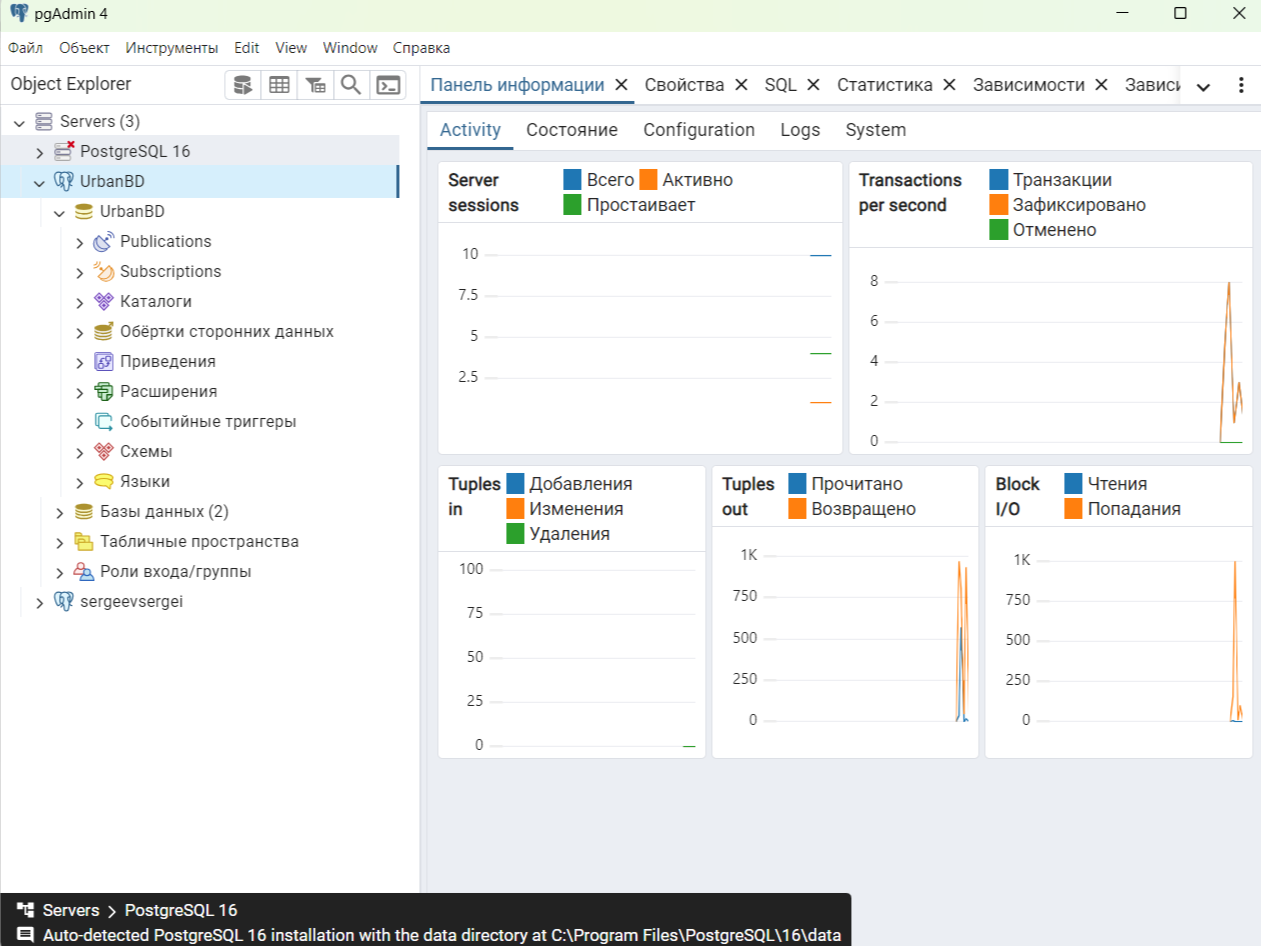 pgAdmin 4
Файл Объект Инструменты Edit View Window Справка
Object Explorer
Панель информации Свойства SQL Статистика Зависимости Зависи
Servers (3)
PostgreSQL 16
UrbanBD
UrbanBD
Publications
Subscriptions
Каталоги
Обёртки сторонних данных
Приведения
Расширения
Событийные триггеры
Схемы
Языки
Базы данных (2)
Табличные пространства
Роли входа/группы
sergeevsergei
Activity Состояние Configuration Logs System
Server sessions
Всего Активно
Простаивает
10
7.5
5
2.5
Transactions per second
Транзакции
Зафиксировано
Отменено
8
6
4
2
0
Tuples in
Добавления
Изменения
Удаления
100
75
50
25
0
Tuples out
Прочитано
Возвращено
1K
750
500
250
0
Block I/O
Чтения
Попадания
1K
750
500
250
0
Servers > PostgreSQL 16
Auto-detected PostgreSQL 16 installation with the data directory at C:\Program Files\PostgreSQL\16\data